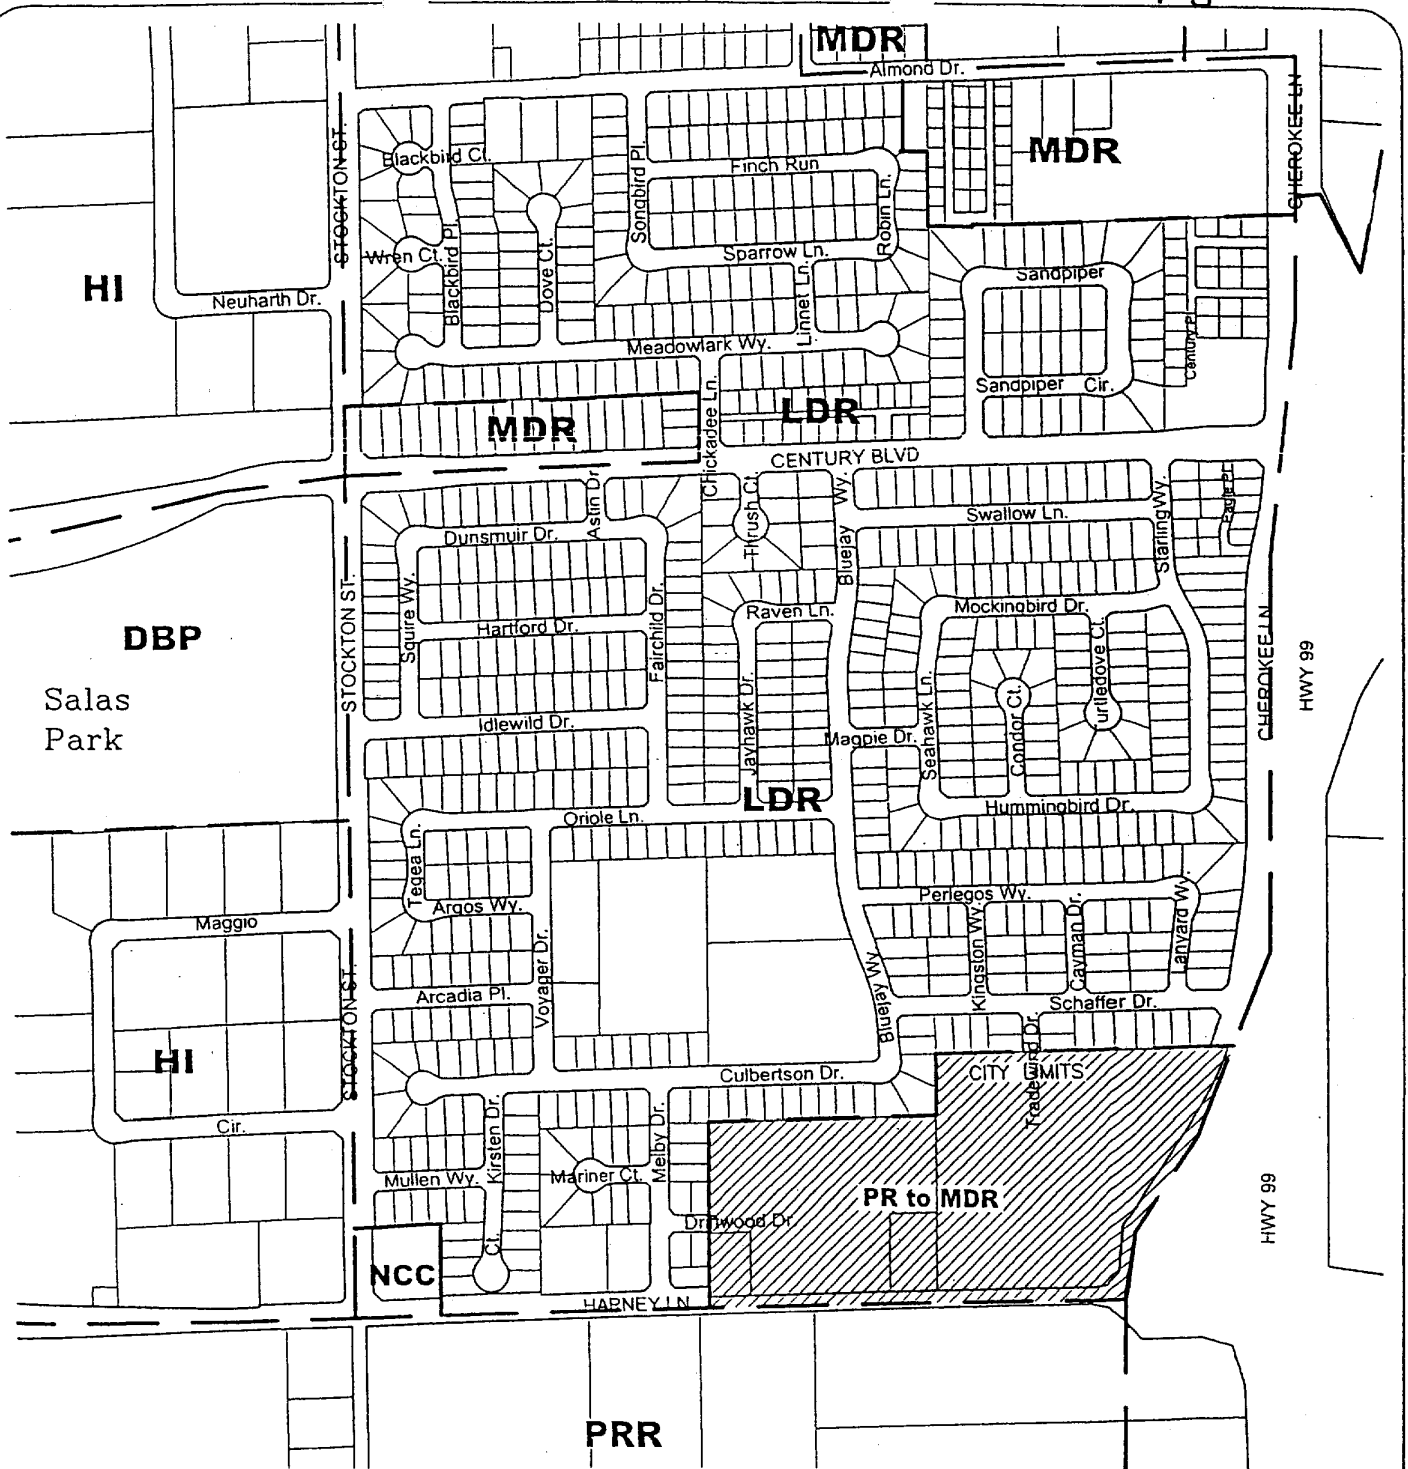 MDR
Almond Dr.
CHEROKEE LN
STOCKTON ST.
Blackbird Ct.
Songbird Pl.
Finch Run
MDR
Robin Ln.
Wren Ct.
Blackbird Pl.
Dove Ct.
Sparrow Ln.
Linnet Ln.
Sandpiper
HI
Neuharth Dr.
Meadowlark Wy.
Century Pl.
Sandpiper Cir.
MDR
Chickadee Ln.
LDR
CENTURY BLVD
Astin Dr.
Thrush Ct.
Bluejay Wy.
Swallow Ln.
Starling Wy.
Eagle Pl.
Dunsmuir Dr.
Squire Wy.
Hartford Dr.
Fairchild Dr.
Raven Ln.
Mockingbird Dr.
STOCKTON ST.
DBP
Salas
Park
Idlewild Dr.
Jayhawk Dr.
Magpie Dr.
Seahawk Ln.
Condor Ct.
Turtledove Ct.
CHEROKEE LN
HWY 99
LDR
Oriole Ln.
Hummingbird Dr.
Tegea Ln.
Argos Wy.
Perlegos Wy.
Maggio
Voyager Dr.
Bluejay Wy.
Kingston Wy.
Cayman Dr.
Lanyard Wy.
Arcadia Pl.
Schaffer Dr.
STOCKTON ST.
HI
Culbertson Dr.
CITY LIMITS
Tradewind Dr.
Cir.
Kirsten Dr.
Melby Dr.
Mullen Wy.
Mariner Ct.
PR to MDR
HWY 99
Driftwood Dr.
Ct.
NCC
HARNEY LN
PRR